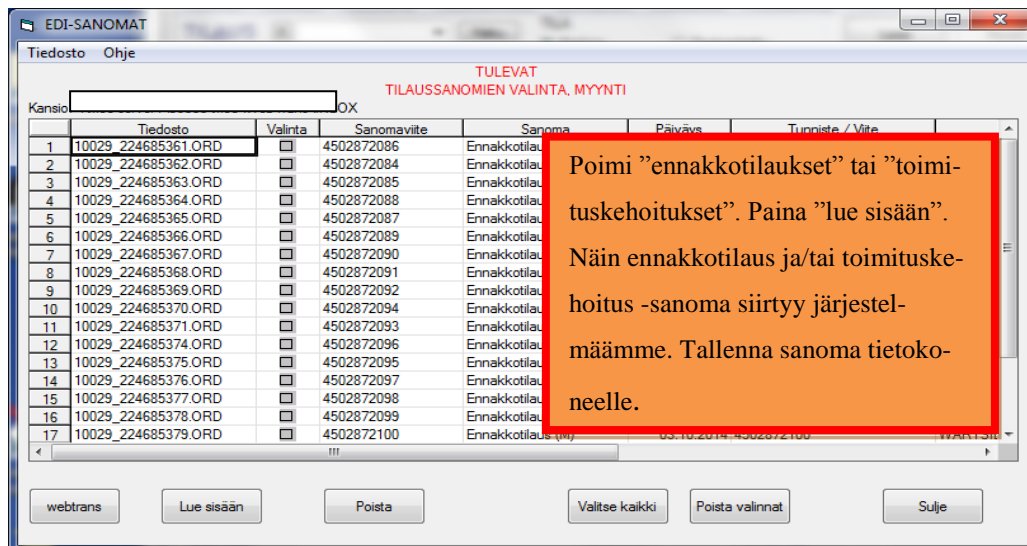 EDI-SANOMAT
Tiedosto Ohje
TULEVAT
TILAUSSANOMIEN VALINTA, MYYNTI
Kansio OX
Tiedosto Valinta Sanomaviite Sanoma Päiväys Tunniste / Viite
1 10029_224685361.ORD 4502872086 Ennakkotilau
2 10029_224685362.ORD 4502872084 Ennakkotilau
3 10029_224685363.ORD 4502872085 Ennakkotilau
4 10029_224685364.ORD 4502872088 Ennakkotilau
5 10029_224685365.ORD 4502872087 Ennakkotilau
6 10029_224685366.ORD 4502872089 Ennakkotilau
7 10029_224685367.ORD 4502872090 Ennakkotilau
8 10029_224685368.ORD 4502872091 Ennakkotilau
9 10029_224685369.ORD 4502872092 Ennakkotilau
10 10029_224685370.ORD 4502872094 Ennakkotilau
11 10029_224685371.ORD 4502872093 Ennakkotilau
12 10029_224685374.ORD 4502872096 Ennakkotilau
13 10029_224685375.ORD 4502872095 Ennakkotilau
14 10029_224685376.ORD 4502872097 Ennakkotilau
15 10029_224685377.ORD 4502872098 Ennakkotilau
16 10029_224685378.ORD 4502872099 Ennakkotilau
17 10029_224685379.ORD 4502872100 Ennakkotilaus (M) 03.10.2014 4502872100
Poimi ”ennakkotilaukset” tai ”toimi-
tuskehoitukset”. Paina ”lue sisään”.
Näin ennakkotilaus ja/tai toimituske-
hoitus -sanoma siirtyy järjestel-
määmme. Tallenna sanoma tietoko-
neelle.
webtrans Lue sisään Poista Valitse kaikki Poista valinnat Sulje